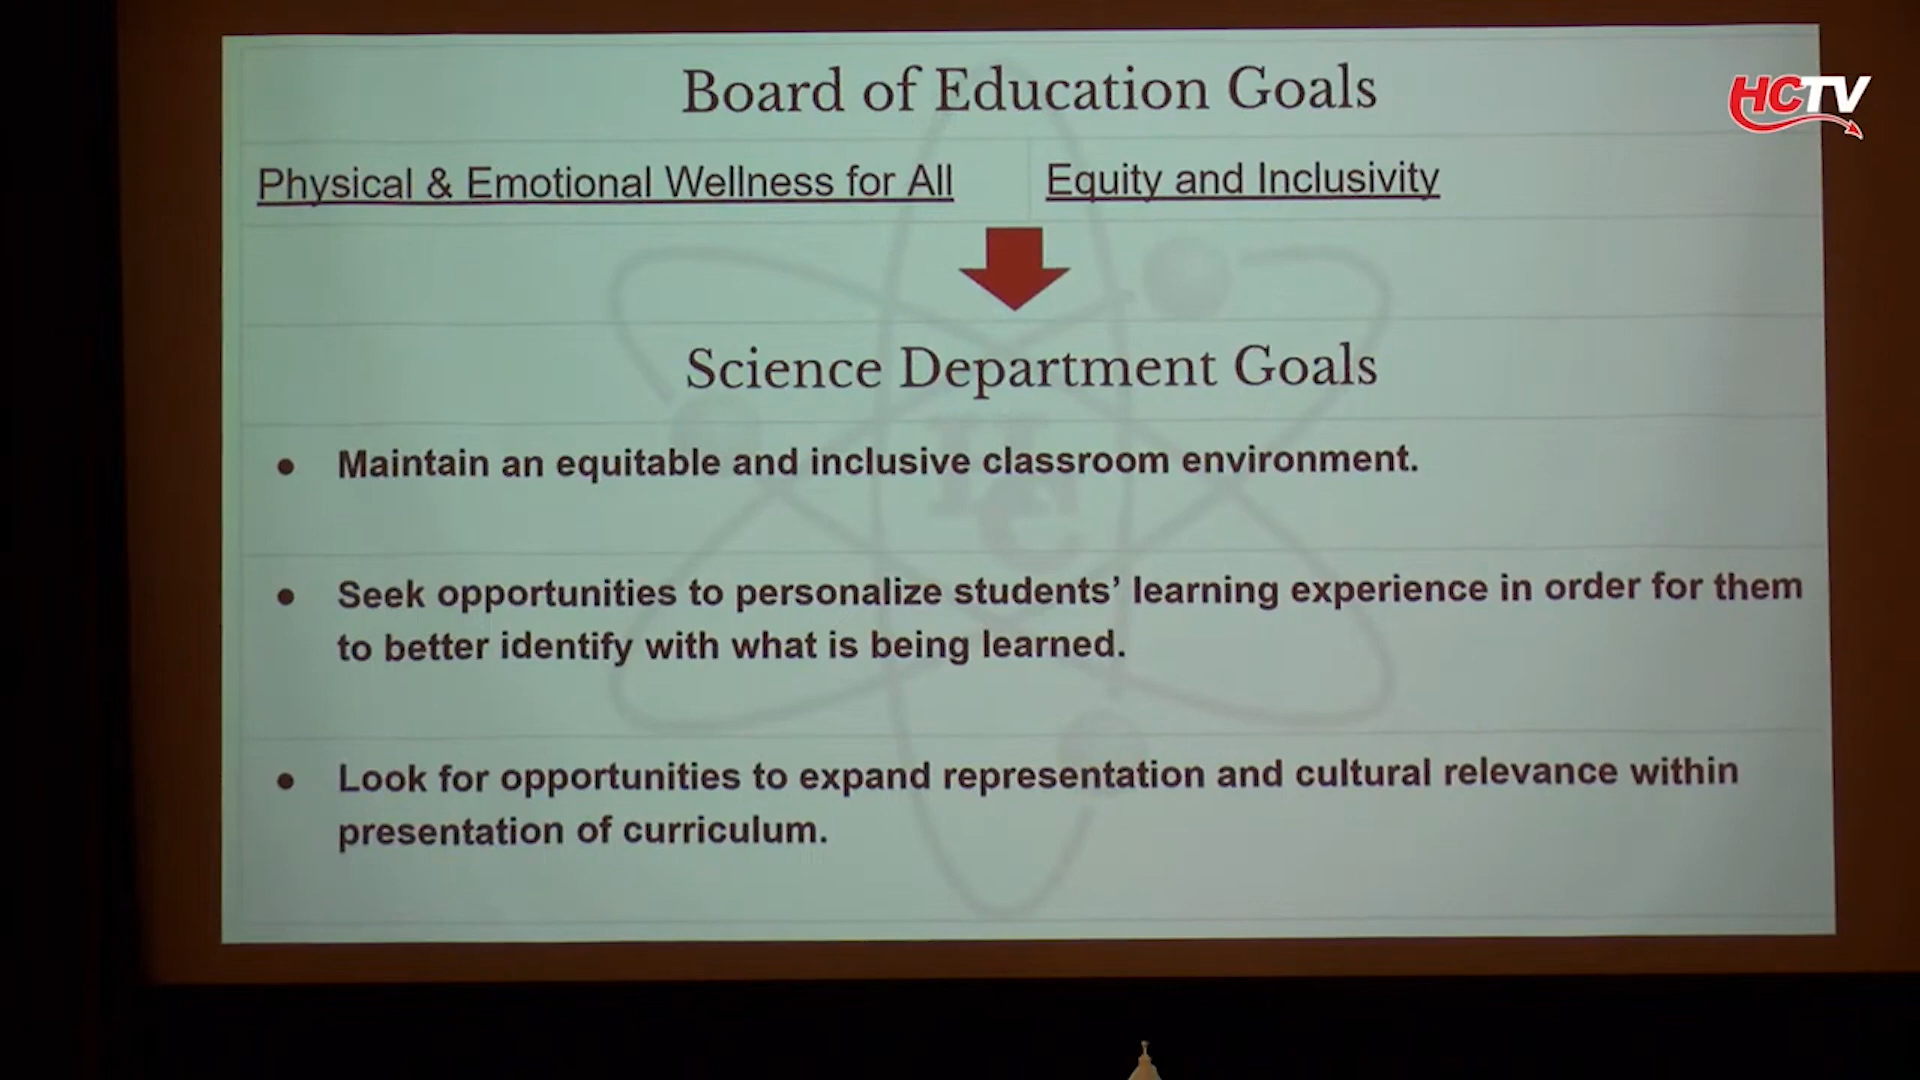 Board of Education Goals
HCTV
Physical & Emotional Wellness for All
Equity and Inclusivity
Science Department Goals
HC
● Maintain an equitable and inclusive classroom environment.
● Seek opportunities to personalize students’ learning experience in order for them
to better identify with what is being learned.
● Look for opportunities to expand representation and cultural relevance within
presentation of curriculum.